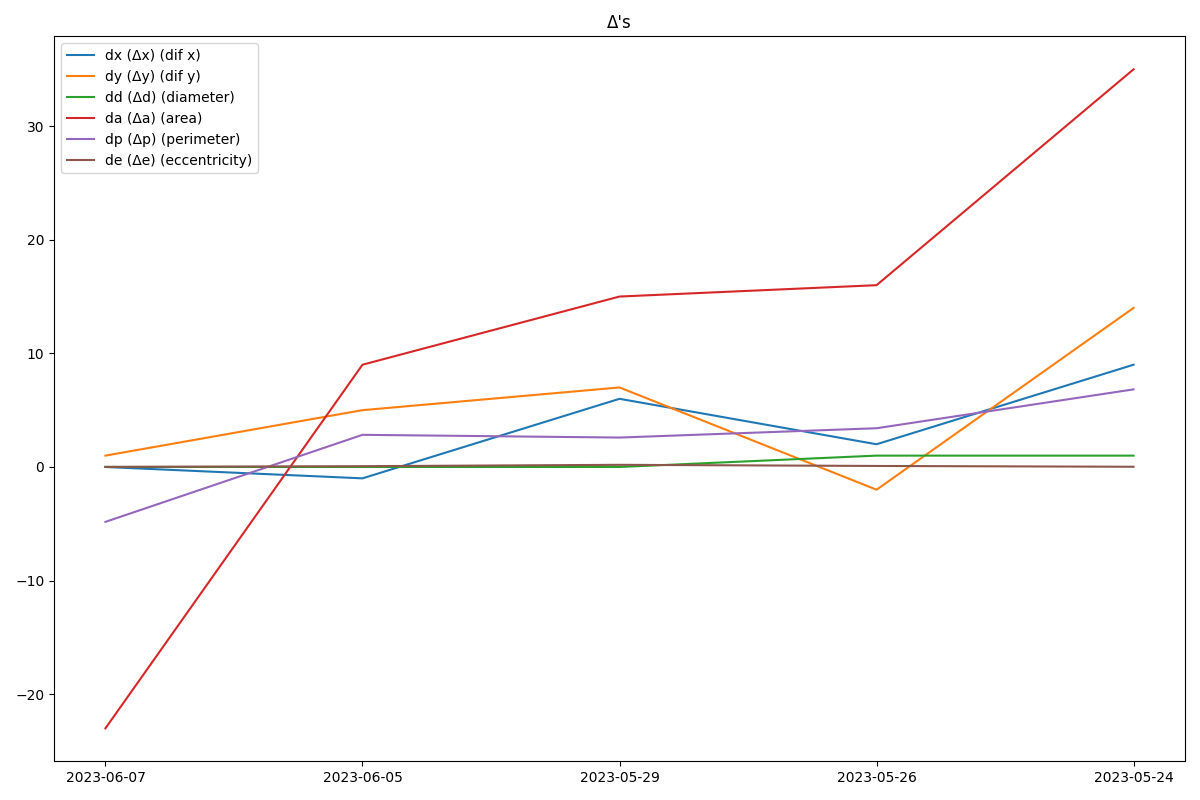 Δ's
dx (Δx) (dif x)
dy (Δy) (dif y)
dd (Δd) (diameter)
da (Δa) (area)
dp (Δp) (perimeter)
de (Δe) (eccentricity)
30
20
10
0
−10
−20
2023-06-07 2023-06-05 2023-05-29 2023-05-26 2023-05-24